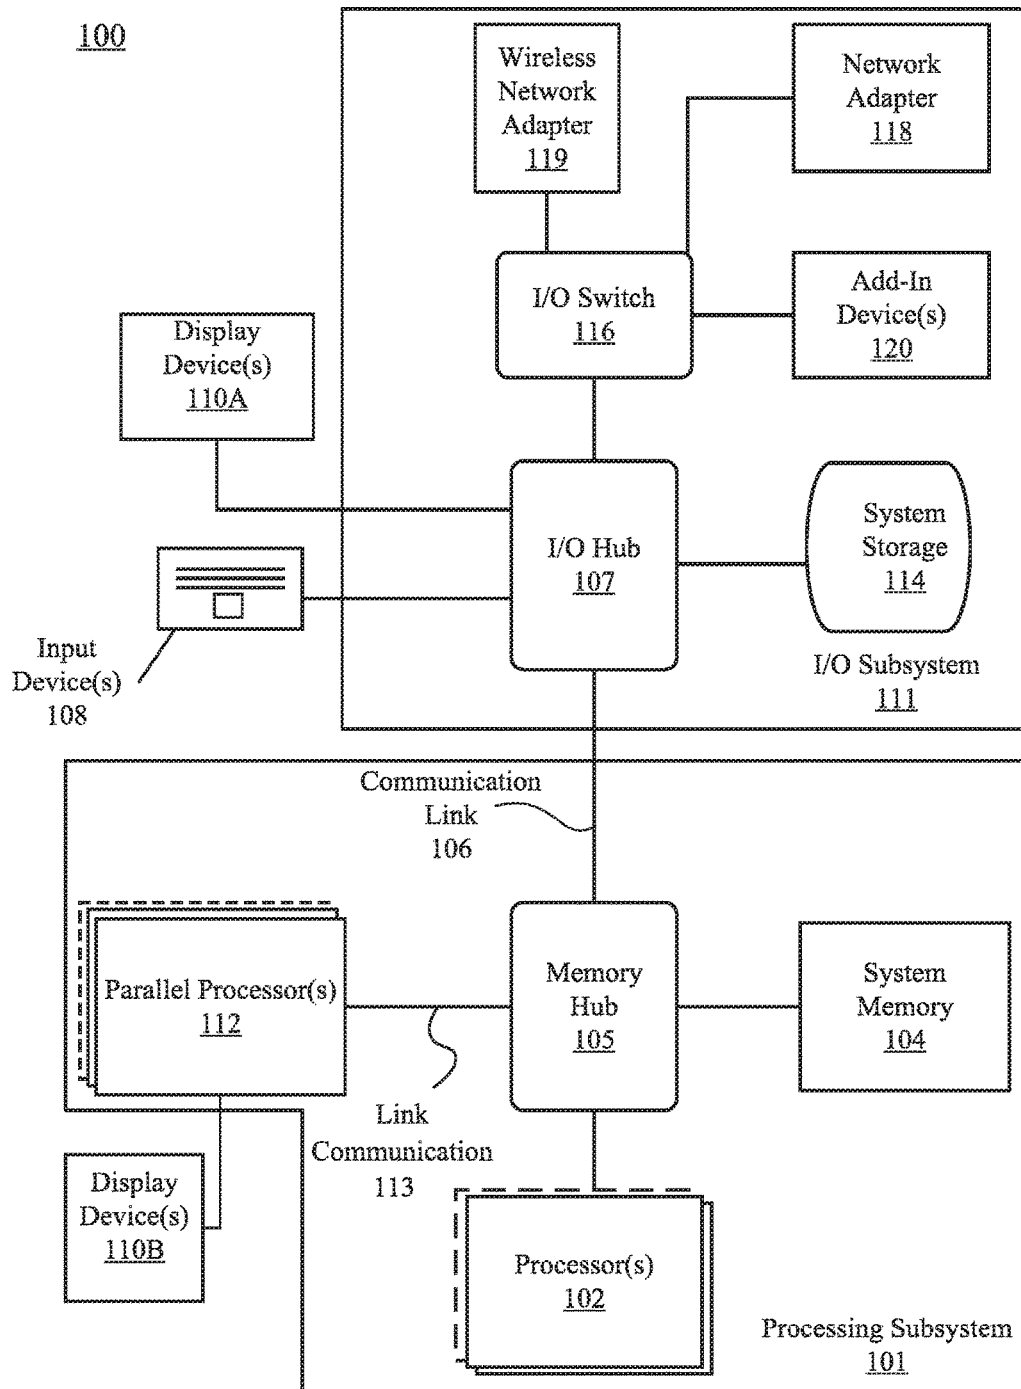 100
Wireless
Network
Adapter
119
Network
Adapter
118
I/O Switch
116
Add-In
Device(s)
120
Display
Device(s)
110A
I/O Hub
107
System
Storage
114
Input
Device(s)
108
I/O Subsystem
111
Communication
Link
106
Parallel Processor(s)
112
Memory
Hub
105
System
Memory
104
Link
Communication
113
Display
Device(s)
110B
Processor(s)
102
Processing Subsystem
101